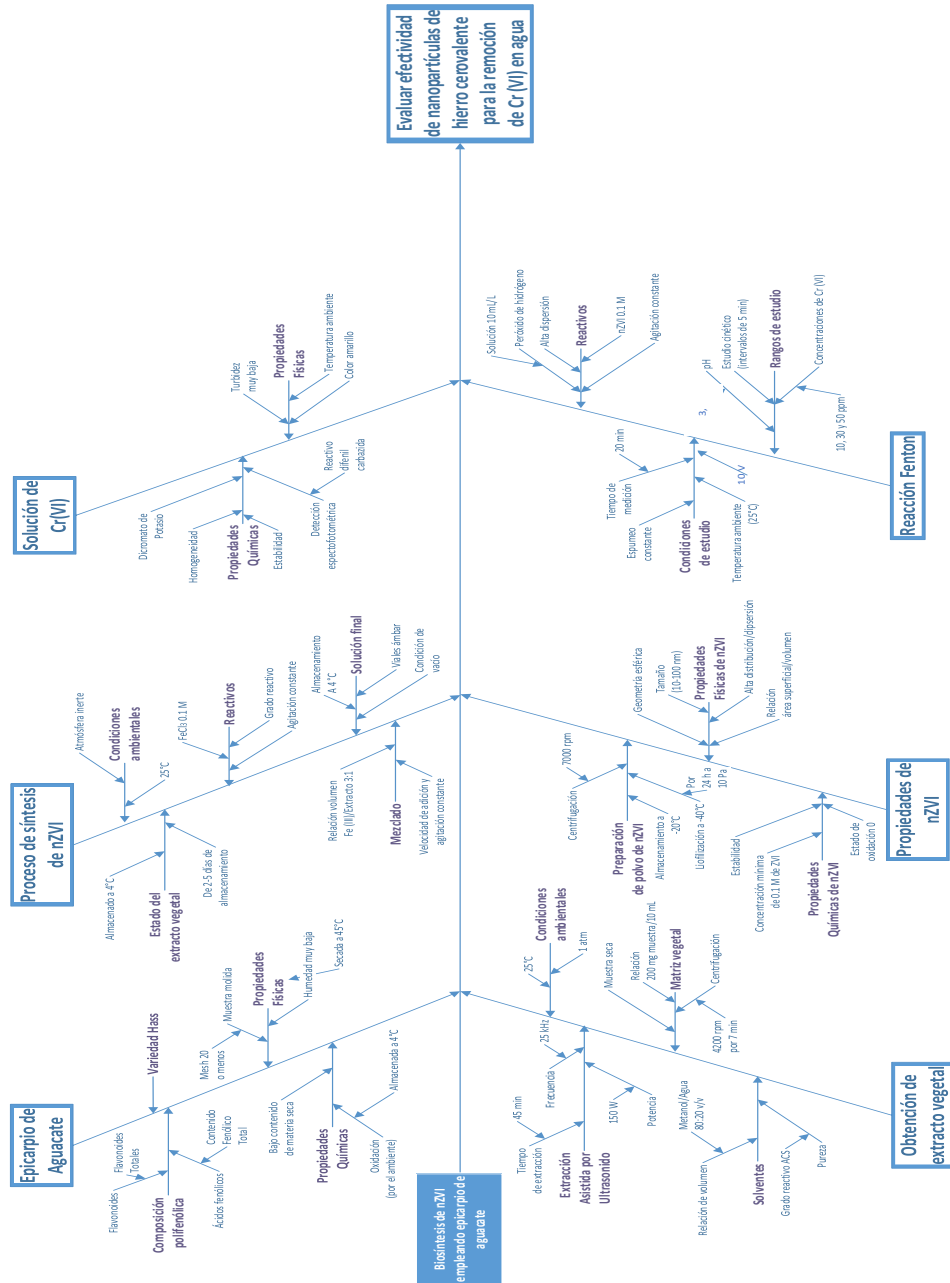 Biosíntesis de nZVI
empleando epicarpio de
aguacate
Epicarpio de
Aguacate
Variedad Hass
Flavonoides
Flavonoides
Totales
Composición
polifenólica
Ácidos fenólicos
Contenido
Fenólico
Total
Mesh 20
o menos
Muestra molida
Propiedades
Físicas
Humedad muy baja
Secada a 45°C
Bajo contenido
de materia seca
Propiedades
Químicas
Oxidación
(por el ambiente)
Almacenada a 4°C
Proceso de síntesis
de nZVI
Atmósfera inerte
Condiciones
ambientales
25°C
Almacenado a 4°C
Estado del
extracto vegetal
De 2-5 días de
almacenamiento
FeCl3 0.1 M
Reactivos
Grado reactivo
Agitación constante
Almacenamiento
A 4 °C
Solución final
Viales ámbar
Condición de
vacío
Relación volumen
Fe (III)/Extracto 3:1
Mezclado
Velocidad de adición y
agitación constante
Solución de
Cr(VI)
Dicromato de
Potasio
Homogeneidad
Propiedades
Químicas
Estabilidad
Detección
espectofotométrica
Reactivo
difenil
carbazida
Turbidez
muy baja
Propiedades
Físicas
Temperatura ambiente
Color amarillo
Evaluar efectividad
de nanopartículas de
hierro cerovalente
para la remoción
de Cr (VI) en agua
Obtención de
extracto vegetal
Condiciones
ambientales
25°C
1 atm
Tiempo
de extracción
45 min
Frecuencia
25 kHz
Extracción
Asistida por
Ultrasonido
150 W
Potencia
Muestra seca
Relación
200 mg muestra/10 mL
Matriz vegetal
Centrifugación
4200 rpm
por 7 min
Relación de volumen
Metanol/Agua
80:20 v/v
Solventes
Grado reactivo ACS
Pureza
Propiedades de
nZVI
Centrifugación
7000 rpm
Preparación
de polvo de nZVI
Almacenamiento a
-20°C
Liofilización a -40°C
Por
24 h a
10 Pa
Geometría esférica
Tamaño
(10-100 nm)
Propiedades
Físicas de nZVI
Alta distribución/dipsersión
Relación
área superficial/volumen
Estabilidad
Concentración mínima
de 0.1 M de ZVI
Propiedades
Químicas de nZVI
Estado de
oxidación 0
Reacción Fenton
Solución 10 mL/L
Peróxido de hidrógeno
Alta dispersión
Reactivos
nZVI 0.1 M
Agitación constante
Tiempo de
medición
20 min
Espumeo
constante
Condiciones
de estudio
Temperatura ambiente
(25°C)
pH
3,
Estudio cinético
(intervalos de 5 min)
Rangos de estudio
Concentraciones de Cr (VI)
10, 30 y 50 ppm